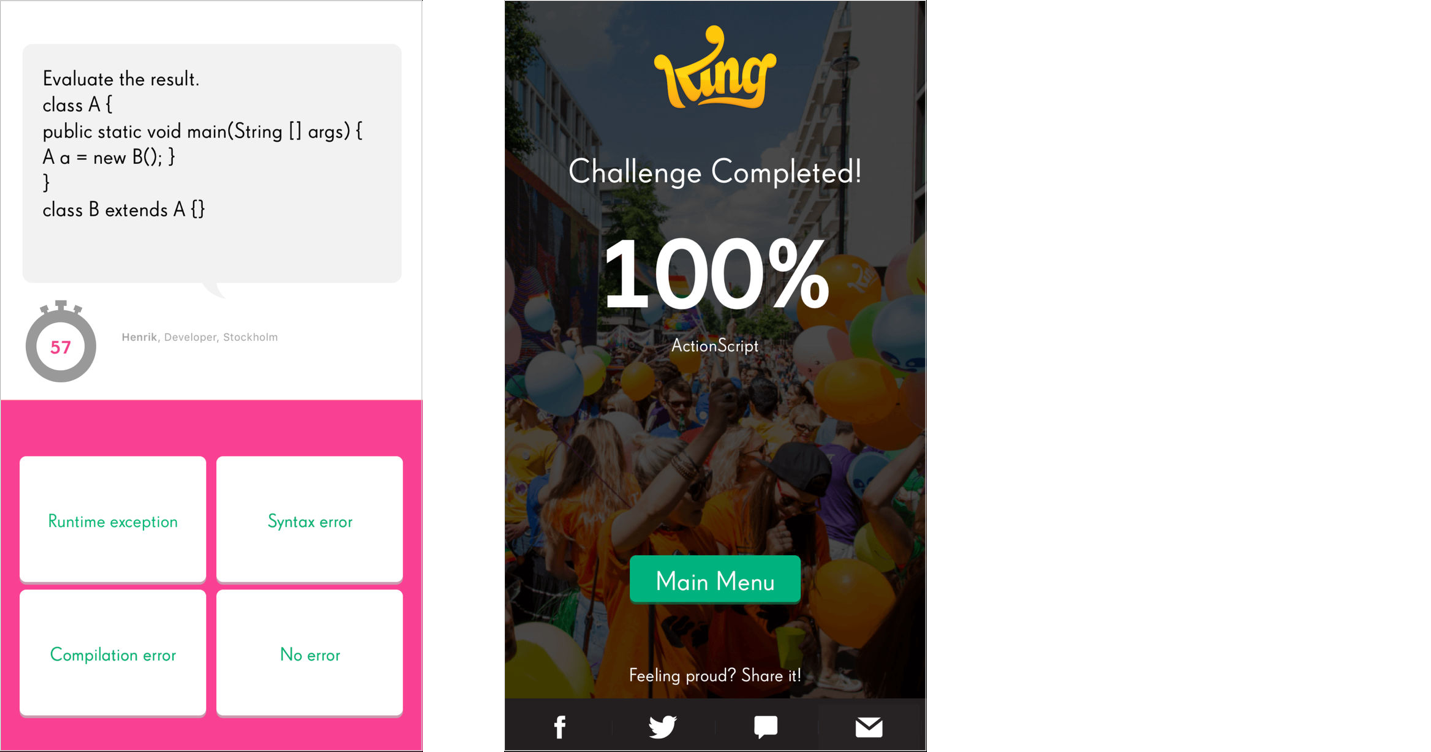 Evaluate the result.
class A {
public static void main(String [] args) {
A a = new B(); }
}
class B extends A {}
57
Henrik, Developer, Stockholm
Runtime exception
Syntax error
Compilation error
No error
King
Challenge Completed!
100%
ActionScript
Main Menu
Feeling proud? Share it!